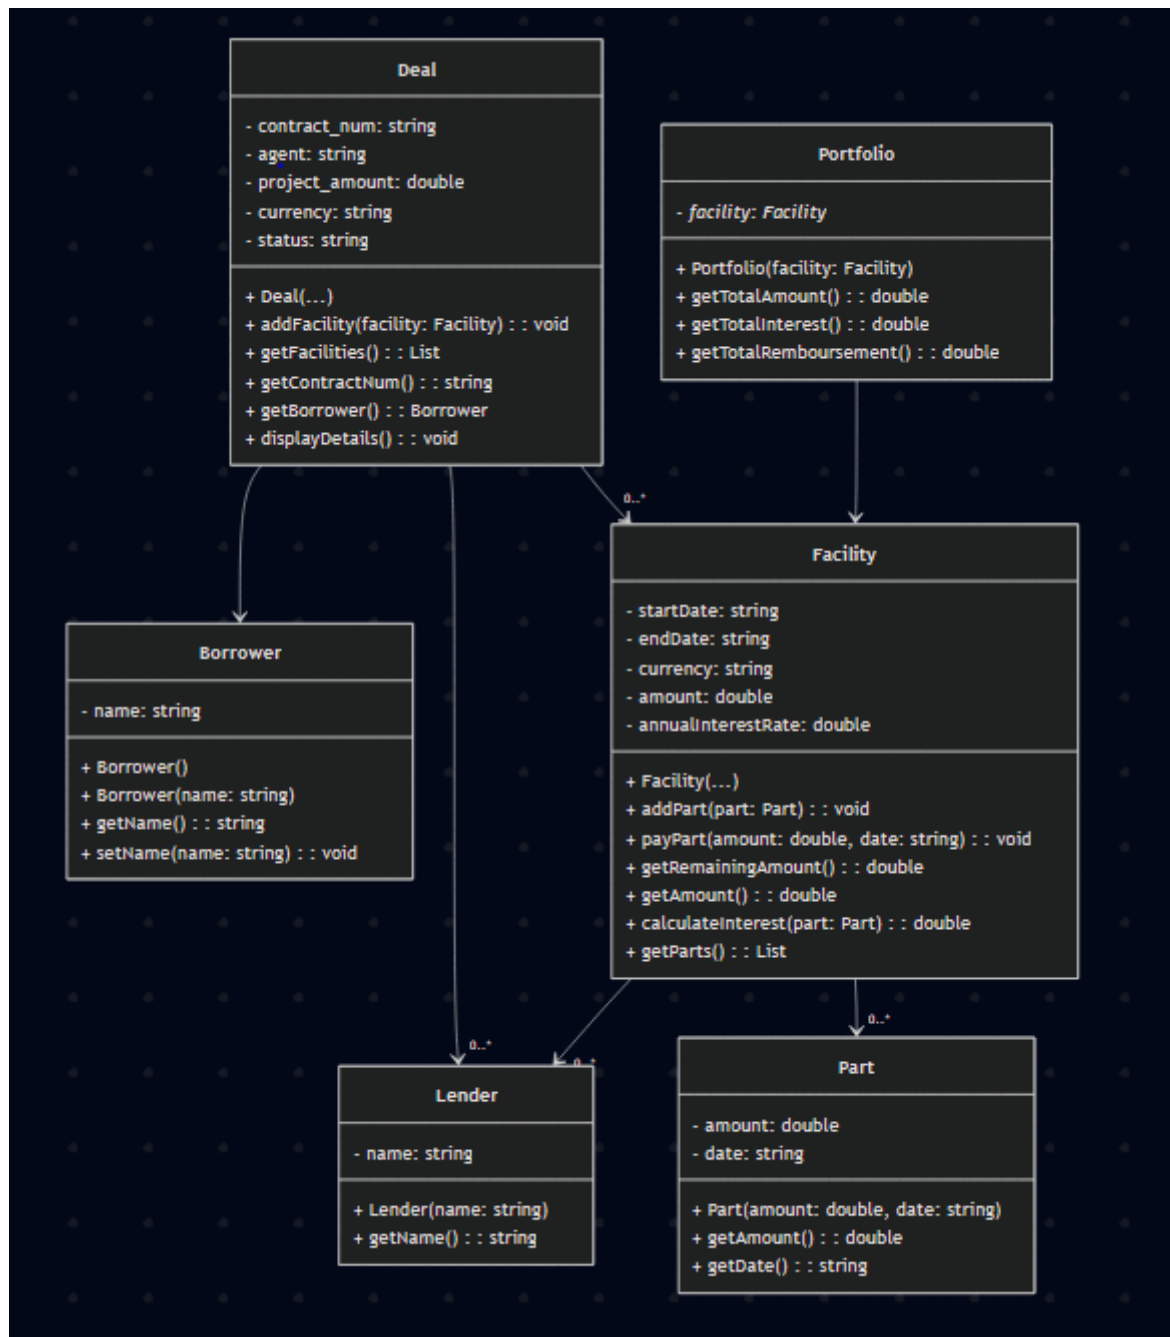 Deal
- contract_num: string
- agent: string
- project_amount: double
- currency: string
- status: string
+ Deal(...)
+ addFacility(facility: Facility) : : void
+ getFacilities() : : List
+ getContractNum() : : string
+ getBorrower() : : Borrower
+ displayDetails() : : void
Portfolio
- facility: Facility
+ Portfolio(facility: Facility)
+ getTotalAmount() : : double
+ getTotalInterest() : : double
+ getTotalRemboursement() : : double
0..*
Facility
- startDate: string
- endDate: string
- currency: string
- amount: double
- annualInterestRate: double
+ Facility(...)
+ addPart(part: Part) : : void
+ payPart(amount: double, date: string) : : void
+ getRemainingAmount() : : double
+ getAmount() : : double
+ calculateInterest(part: Part) : : double
+ getParts() : : List
Borrower
- name: string
+ Borrower()
+ Borrower(name: string)
+ getName() : : string
+ setName(name: string) : : void
0..*
0..*
0..*
Lender
- name: string
+ Lender(name: string)
+ getName() : : string
Part
- amount: double
- date: string
+ Part(amount: double, date: string)
+ getAmount() : : double
+ getDate() : : string